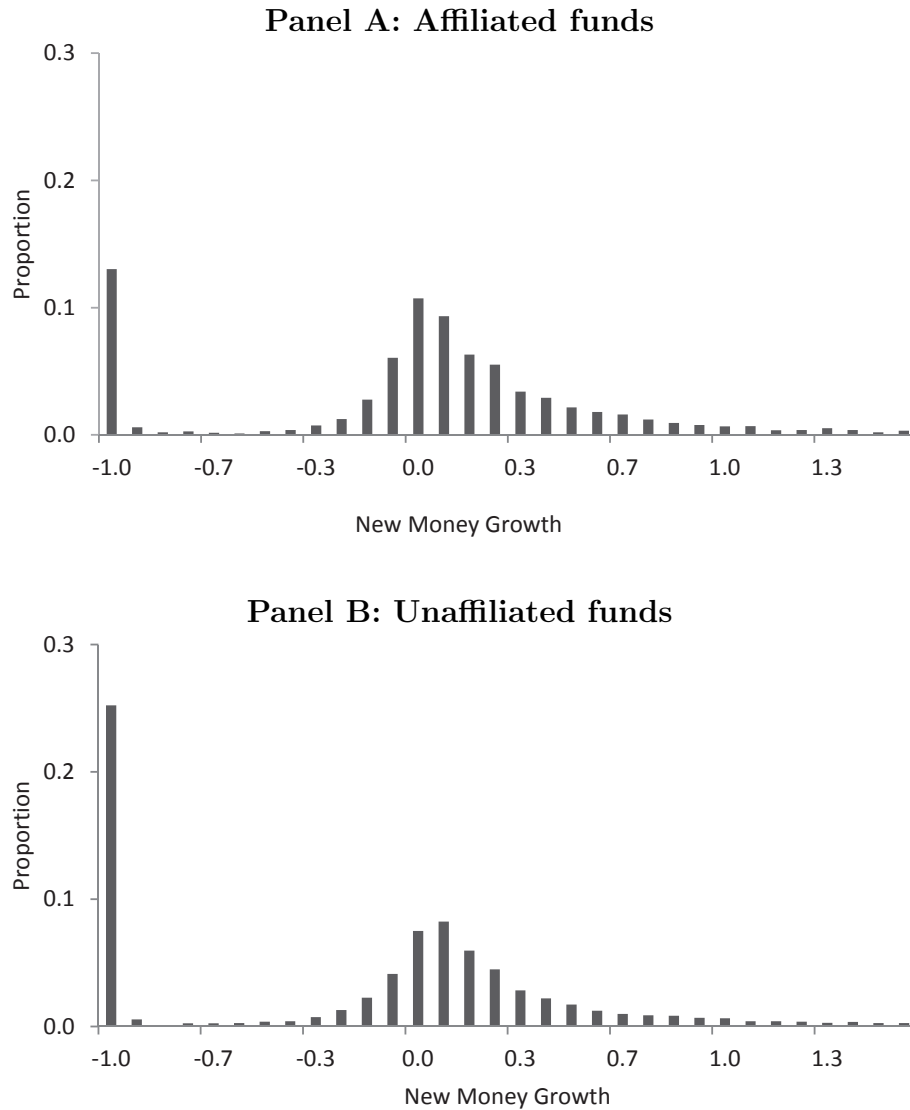 Panel A: Affiliated funds
0.3
0.2
0.1
0.0
Proportion
-1.0 -0.7 -0.3 0.0 0.3 0.7 1.0 1.3
New Money Growth
Panel B: Unaffiliated funds
0.3
0.2
0.1
0.0
Proportion
-1.0 -0.7 -0.3 0.0 0.3 0.7 1.0 1.3
New Money Growth